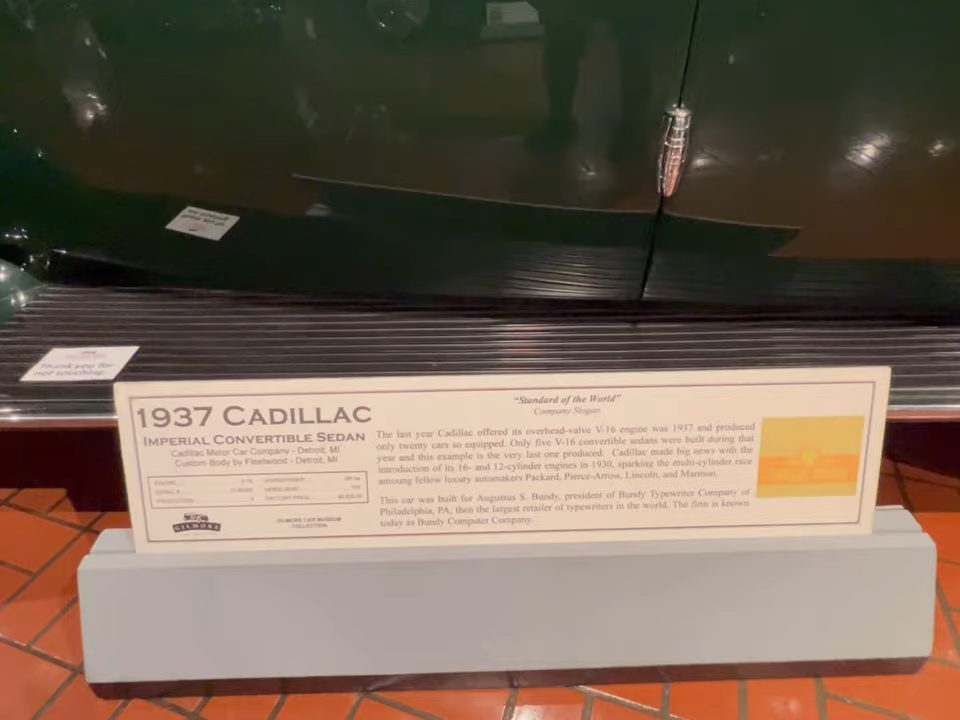 Thank you for
not touching.
1937 CADILLAC
IMPERIAL CONVERTIBLE SEDAN
Cadillac Motor Car Company - Detroit, MI
Custom Body by Fleetwood - Detroit, MI
PRODUCTION
FACTORY PRICE
GILMORE
GILMORE CAR MUSEUM
COLLECTION
"Standard of the World"
Company Slogan
The last year Cadillac offered its overhead-valve V-16 engine was 1937 and produced
only twenty cars so equipped. Only five V-16 convertible sedans were built during that
year and this example is the very last one produced. Cadillac made big news with the
introduction of its 16- and 12-cylinder engines in 1930, sparking the multi-cylinder race
amoung fellow luxury automakers Packard, Pierce-Arrow, Lincoln, and Marmon.
This car was built for Augustus S. Bundy, president of Bundy Typewriter Company of
Philadelphia, PA, then the largest retailer of typewriters in the world. The firm is known
today as Bundy Computer Company.